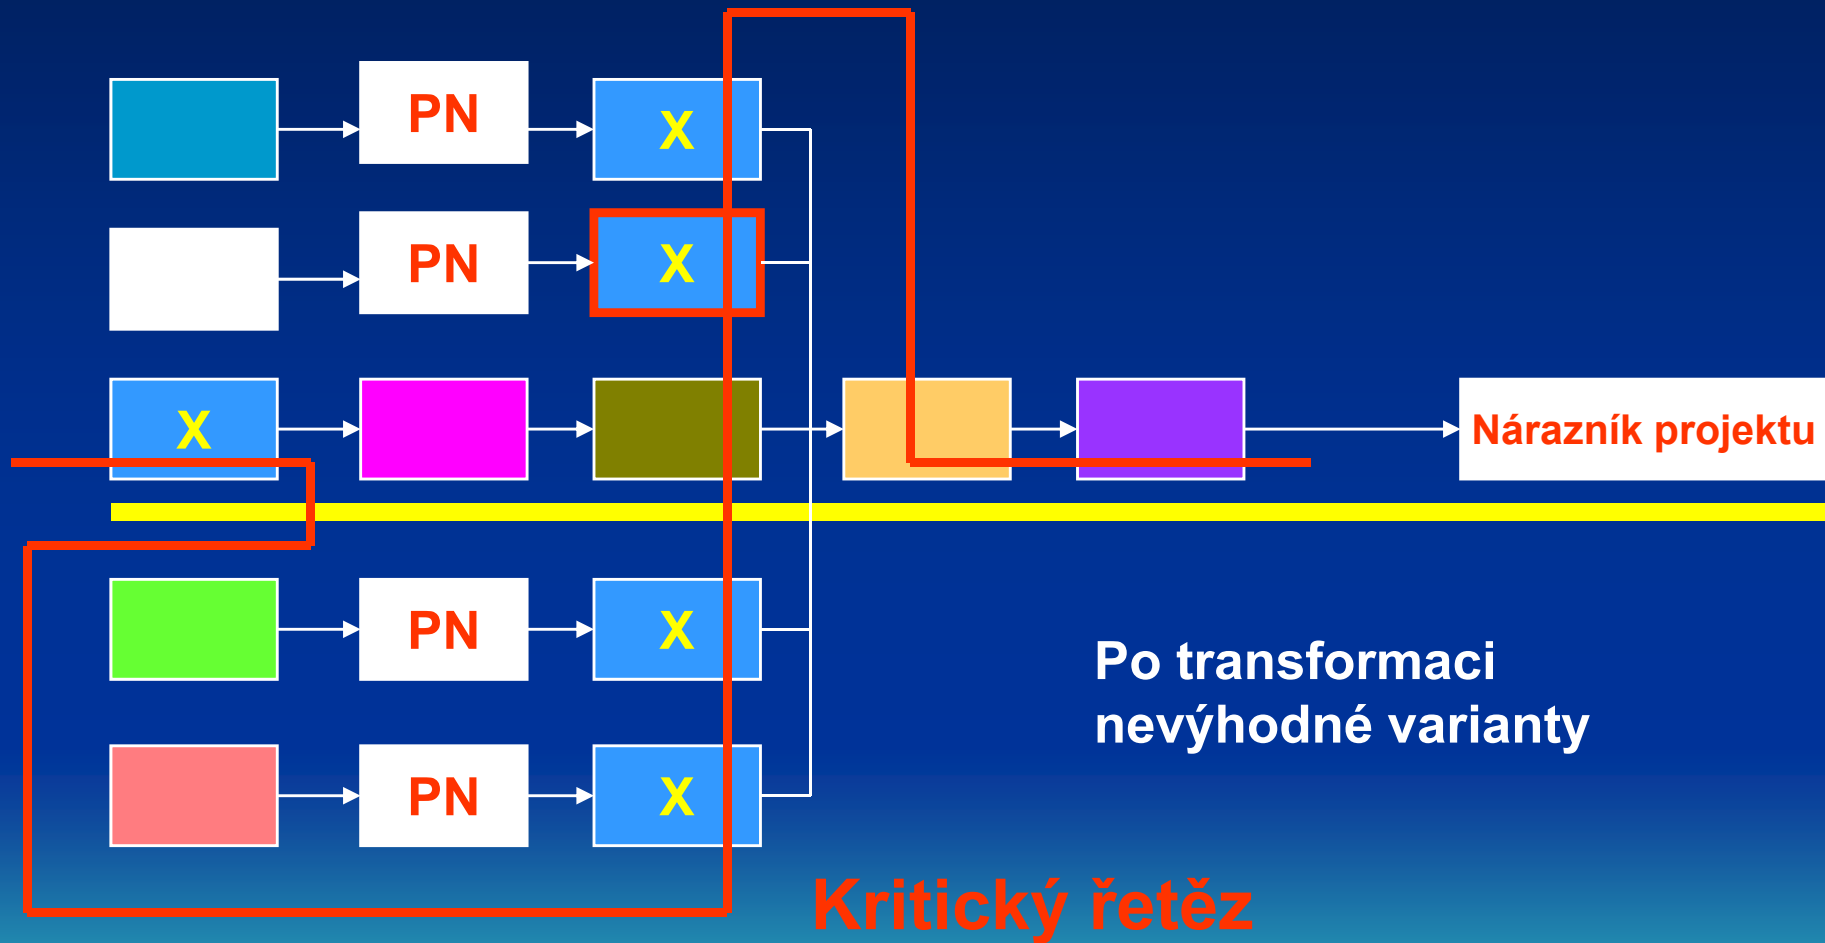 PN
X
PN
X
X
Nárazník projektu
PN
X
Po transformaci
nevýhodné varianty
PN
X
Kritický řetěz